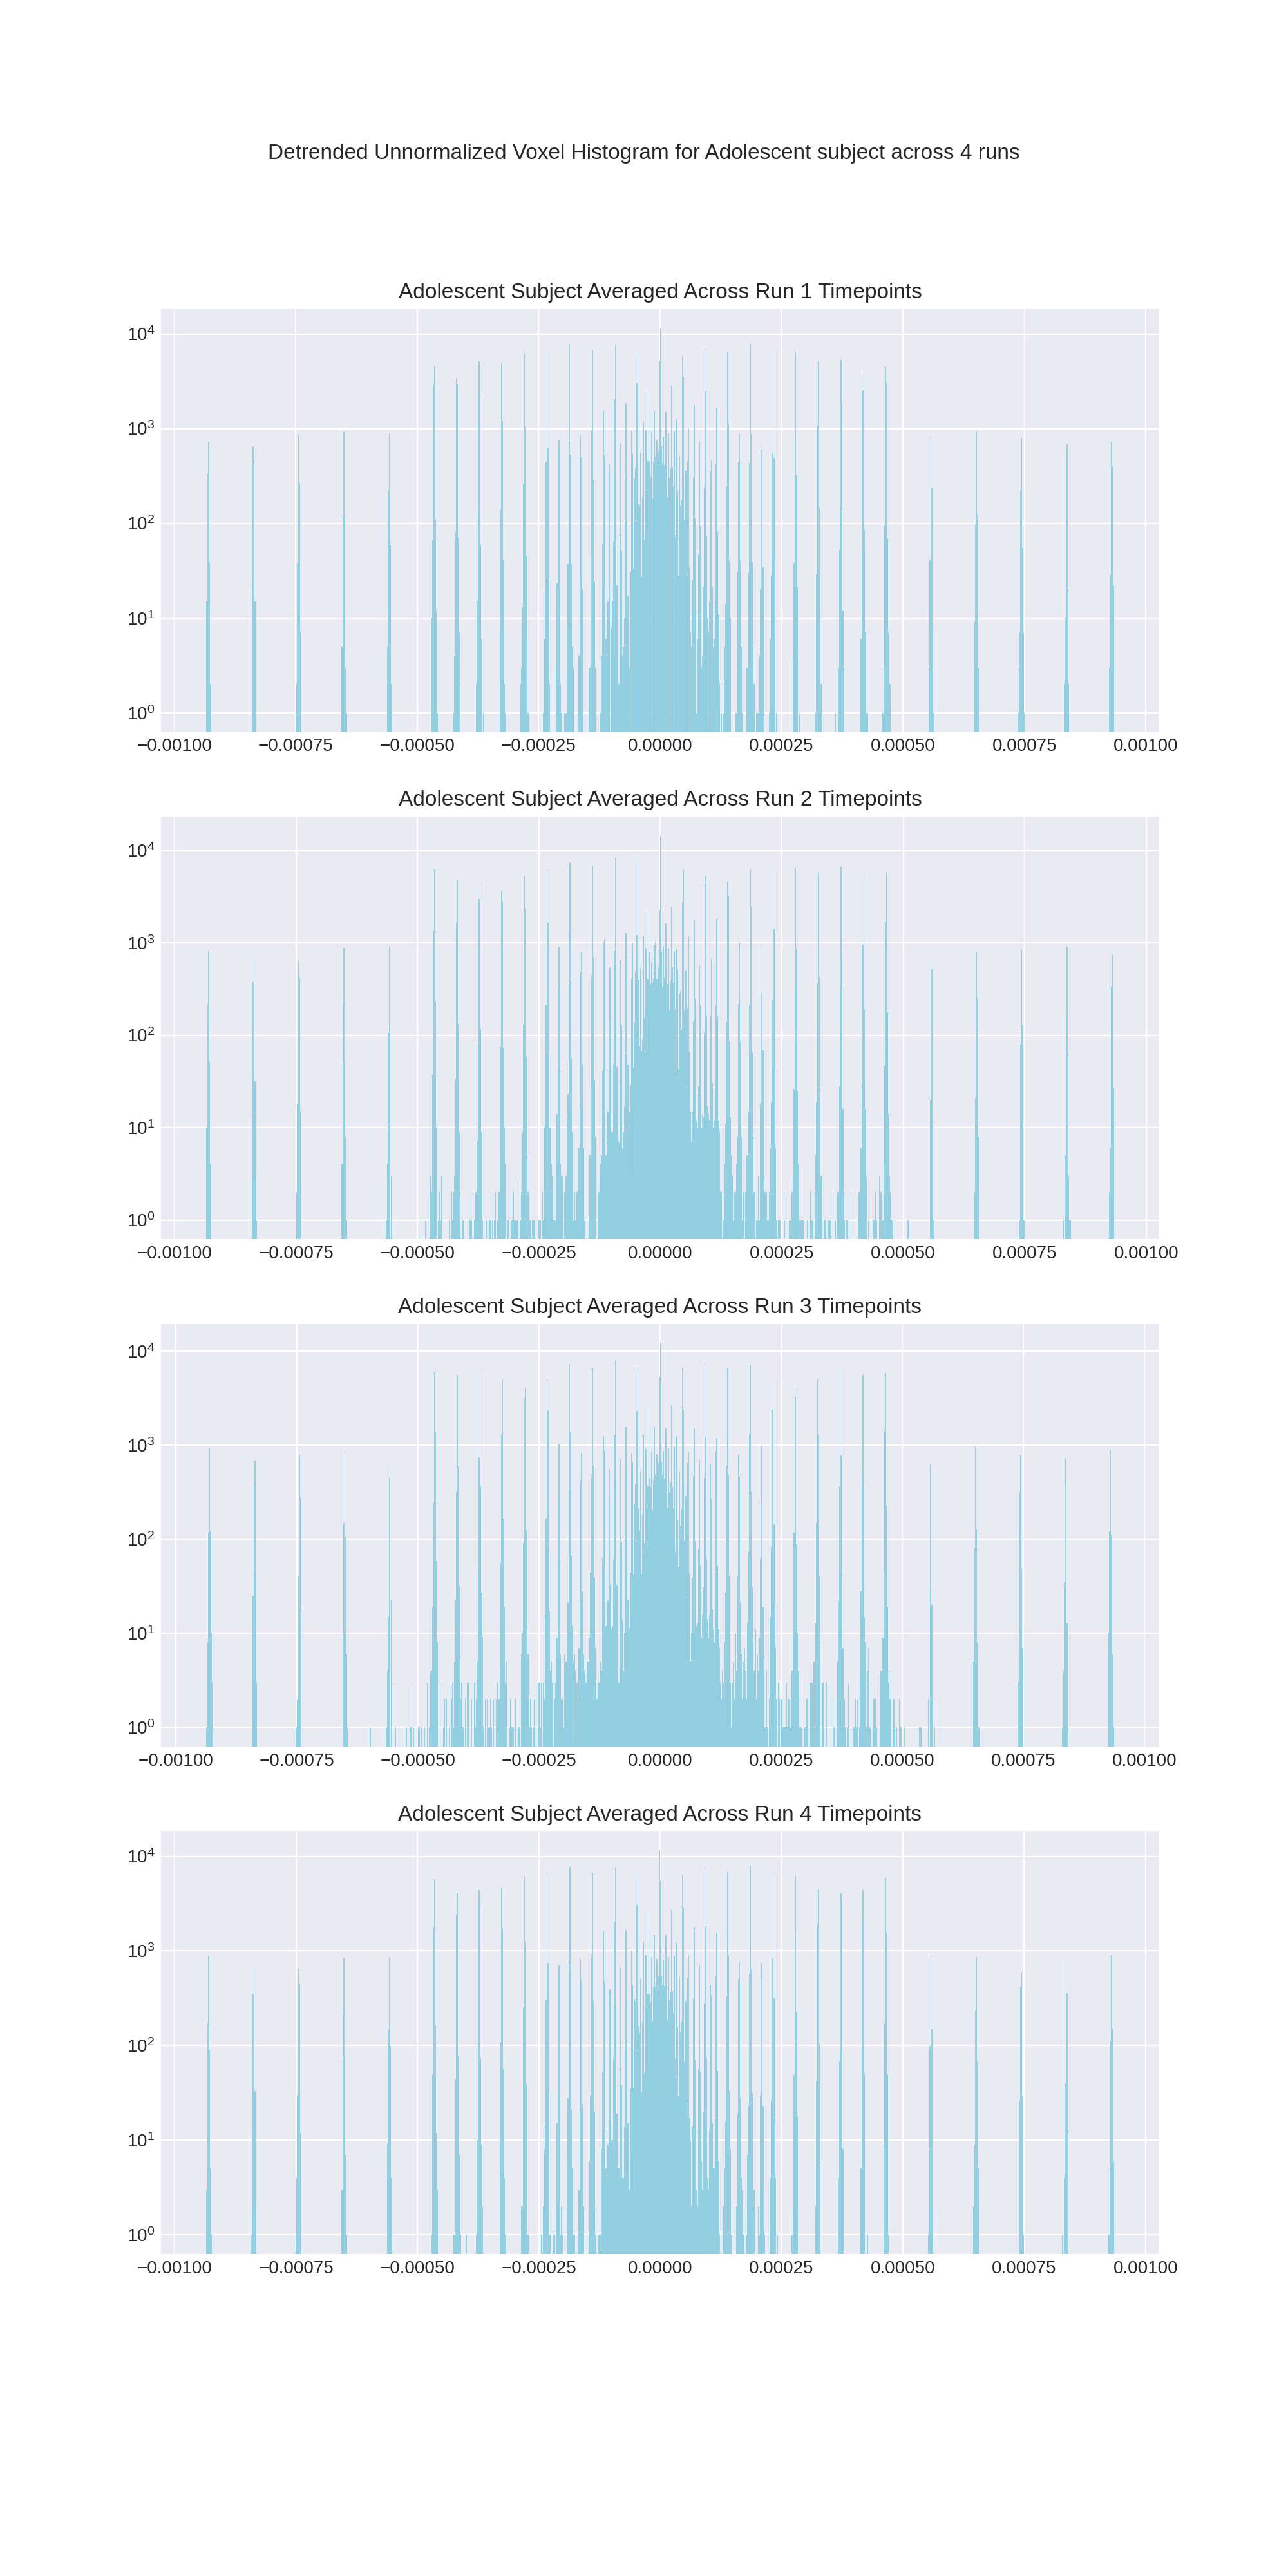 Detrended Unnormalized Voxel Histogram for Adolescent subject across 4 runs
Adolescent Subject Averaged Across Run 1 Timepoints
10⁴
10³
10²
10¹
10⁰
−0.00100 −0.00075 −0.00050 −0.00025 0.00000 0.00025 0.00050 0.00075 0.00100
Adolescent Subject Averaged Across Run 2 Timepoints
10⁴
10³
10²
10¹
10⁰
−0.00100 −0.00075 −0.00050 −0.00025 0.00000 0.00025 0.00050 0.00075 0.00100
Adolescent Subject Averaged Across Run 3 Timepoints
10⁴
10³
10²
10¹
10⁰
−0.00100 −0.00075 −0.00050 −0.00025 0.00000 0.00025 0.00050 0.00075 0.00100
Adolescent Subject Averaged Across Run 4 Timepoints
10⁴
10³
10²
10¹
10⁰
−0.00100 −0.00075 −0.00050 −0.00025 0.00000 0.00025 0.00050 0.00075 0.00100